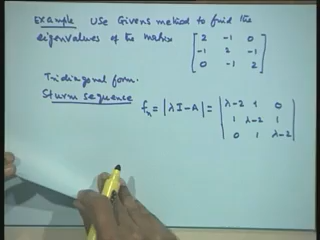 Example Use Givens method to find the
eigenvalues of the matrix [ 2 -1 0
-1 2 -1
0 -1 2 ]
Tridiagonal form.
Sturm sequence
fₙ = |λI-A| = | λ-2 1 0
1 λ-2 1
0 1 λ-2 |